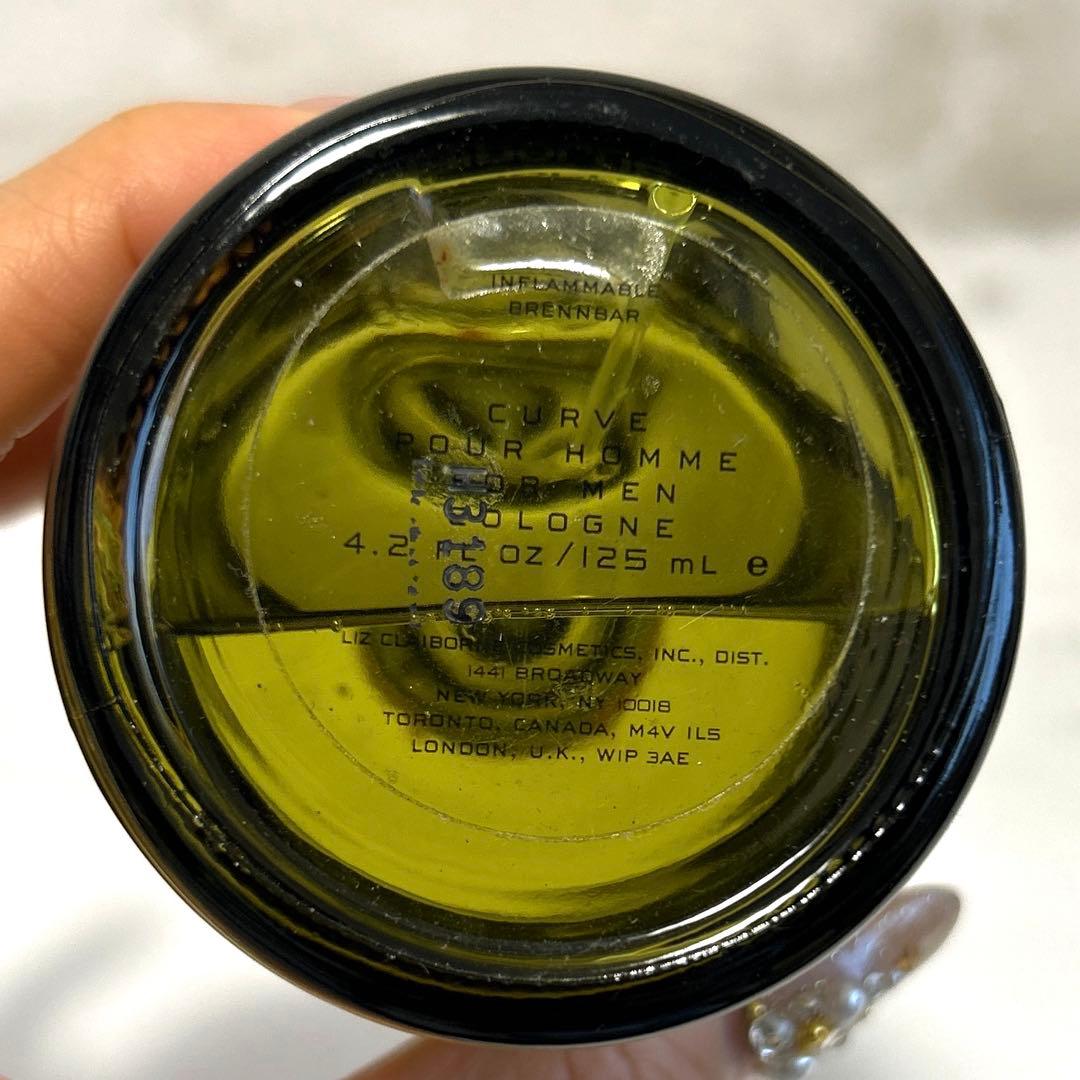 INFLAMMABLE
BRENNBAR
CURVE
POUR HOMME
FOR MEN
COLOGNE
4.2 FL OZ/125 mL e
LIZ CLAIBORNE COSMETICS, INC., DIST.
1441 BROADWAY
NEW YORK, NY 10018
TORONTO, CANADA, M4V 1L5
LONDON, U.K., W1P 3AE